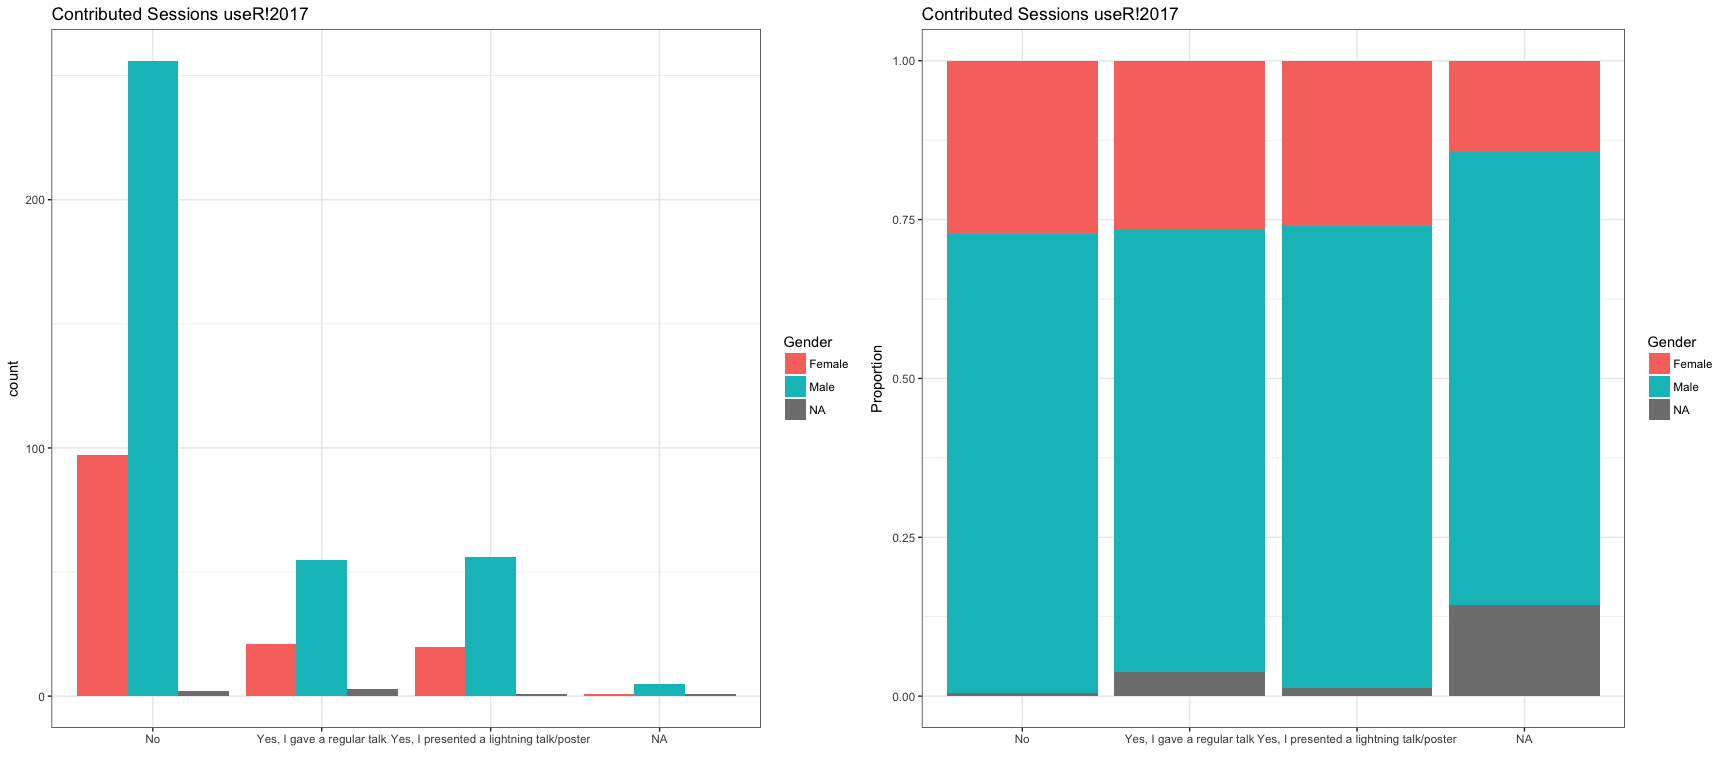 Contributed Sessions useR!2017
count
200
100
0
No
Yes, I gave a regular talk
Yes, I presented a lightning talk/poster
NA
Gender
Female
Male
NA
Contributed Sessions useR!2017
Proportion
1.00
0.75
0.50
0.25
0.00
No
Yes, I gave a regular talk
Yes, I presented a lightning talk/poster
NA
Gender
Female
Male
NA